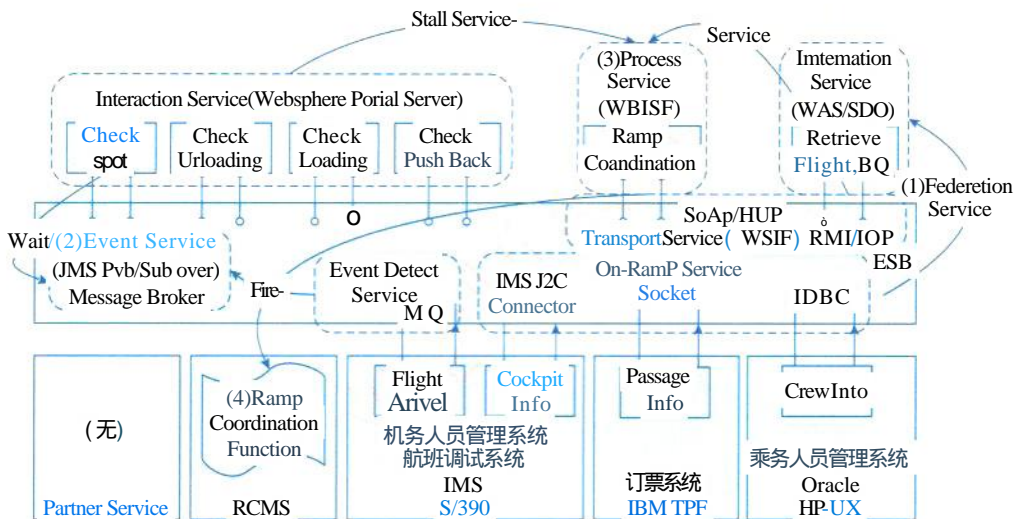 Stall Service-
Service
(3)Process
Service
(WBISF)
Ramp
Coandination
Imtemation
Service
(WAS/SDO)
Retrieve
Flight,BQ
Interaction Service(Websphere Porial Server)
Check
spot
Check
Urloading
Check
Loading
Check
Push Back
(1)Federetion
Service
SoAp/HUP
TransportService( WSIF) RMI/IOP
ESB
Wait/(2)Event Service
(JMS Pvb/Sub over)
Message Broker
Fire-
Event Detect
Service
M Q
IMS J2C
Connector
On-RamP Service
Socket
IDBC
(无)
Partner Service
(4)Ramp
Coordination
Function
RCMS
Flight
Arivel
Cockpit
Info
机务人员管理系统
航班调试系统
IMS
S/390
Passage
Info
订票系统
IBM TPF
CrewInto
乘务人员管理系统
Oracle
HP-UX